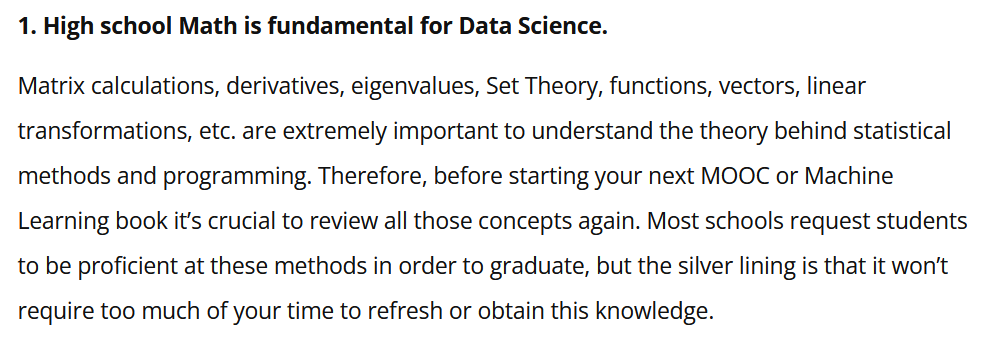 1. High school Math is fundamental for Data Science.
Matrix calculations, derivatives, eigenvalues, Set Theory, functions, vectors, linear
transformations, etc. are extremely important to understand the theory behind statistical
methods and programming. Therefore, before starting your next MOOC or Machine
Learning book it’s crucial to review all those concepts again. Most schools request students
to be proficient at these methods in order to graduate, but the silver lining is that it won’t
require too much of your time to refresh or obtain this knowledge.